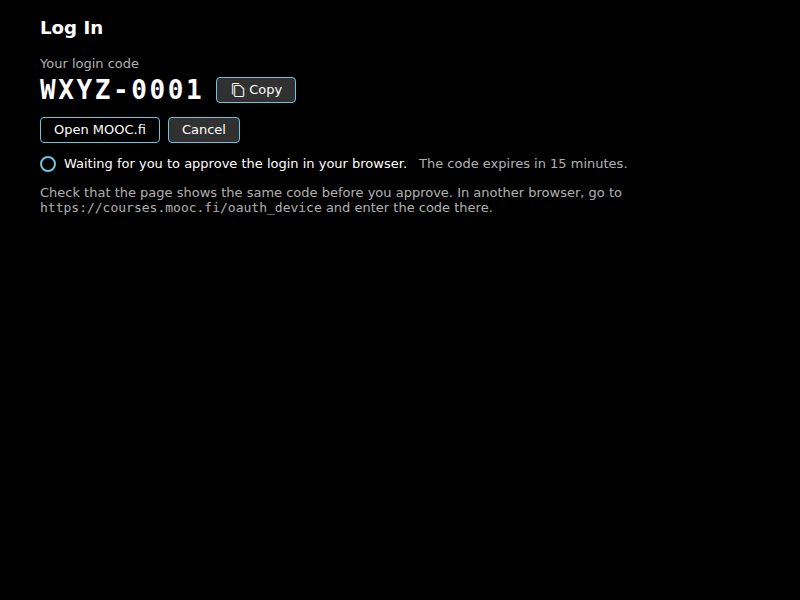 Log In
Your login code
WXYZ-0001
Copy
Open MOOC.fi
Cancel
Waiting for you to approve the login in your browser. The code expires in 15 minutes.
Check that the page shows the same code before you approve. In another browser, go to
https://courses.mooc.fi/oauth_device and enter the code there.